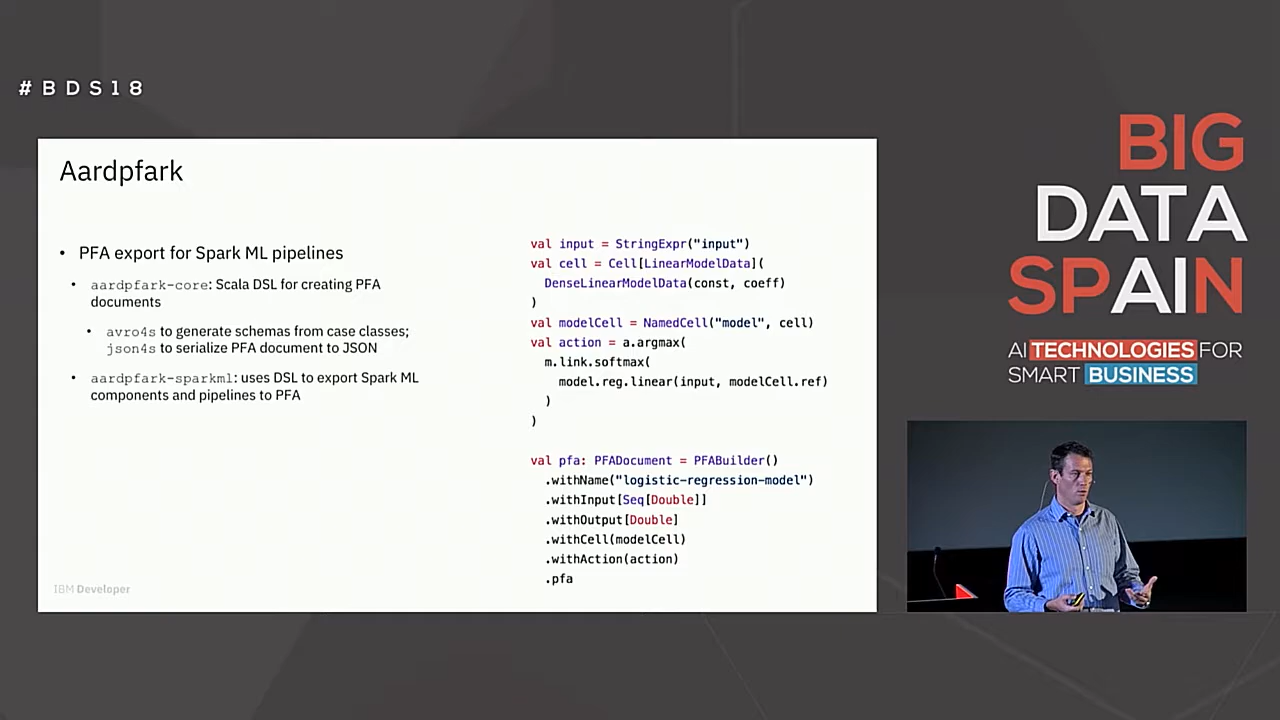 #BDS18
Aardpfark
• PFA export for Spark ML pipelines
• aardpfark-core: Scala DSL for creating PFA
documents
• avro4s to generate schemas from case classes;
json4s to serialize PFA document to JSON
• aardpfark-sparkml: uses DSL to export Spark ML
components and pipelines to PFA
val input = StringExpr("input")
val cell = Cell[LinearModelData](
DenseLinearModelData(const, coeff)
)
val modelCell = NamedCell("model", cell)
val action = a.argmax(
m.link.softmax(
model.reg.linear(input, modelCell.ref)
)
)
val pfa: PFADocument = PFABuilder()
.withName("logistic-regression-model")
.withInput[Seq[Double]]
.withOutput[Double]
.withCell(modelCell)
.withAction(action)
.pfa
IBM Developer
BIG
DATA
SPAIN
AI TECHNOLOGIES FOR
SMART BUSINESS